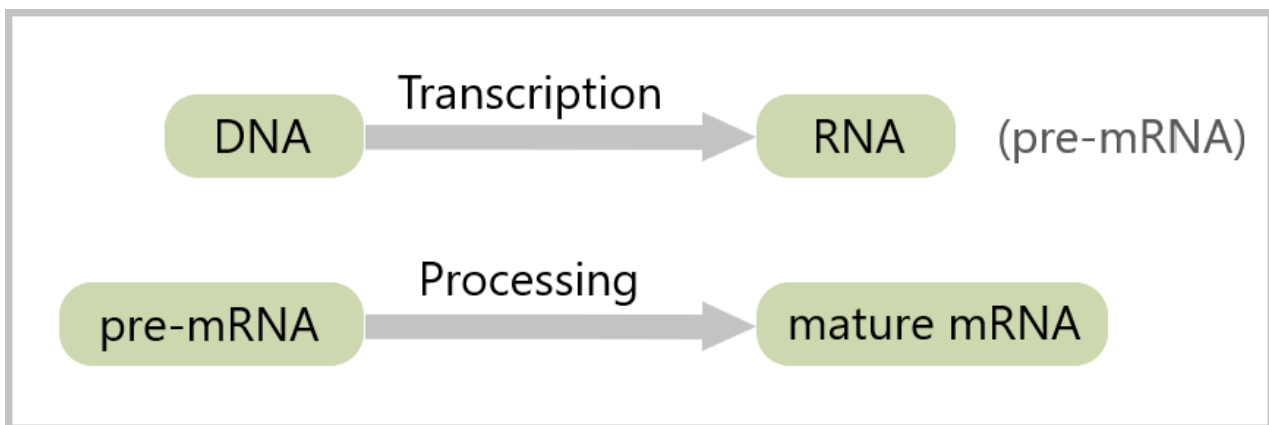 Transcription
DNA RNA (pre-mRNA)
Processing
pre-mRNA mature mRNA